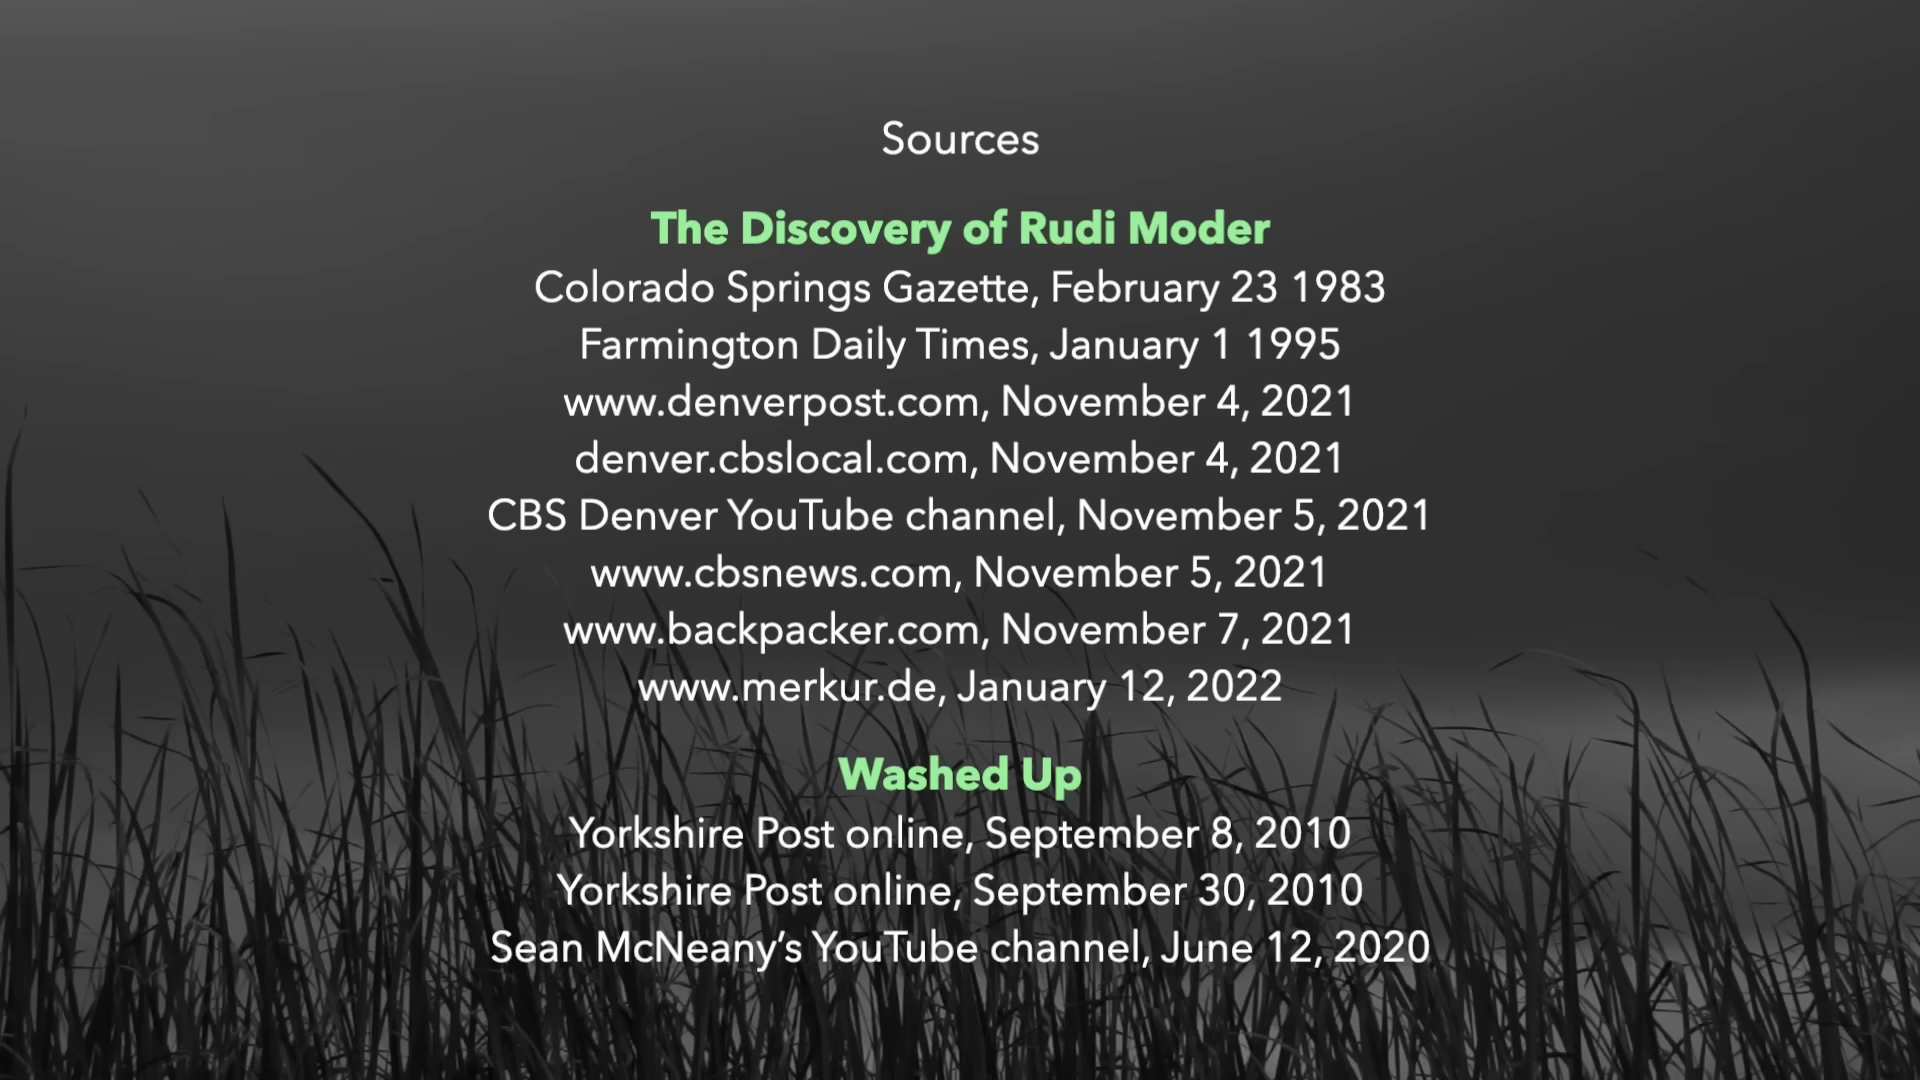 Sources
The Discovery of Rudi Moder
Colorado Springs Gazette, February 23 1983
Farmington Daily Times, January 1 1995
www.denverpost.com, November 4, 2021
denver.cbslocal.com, November 4, 2021
CBS Denver YouTube channel, November 5, 2021
www.cbsnews.com, November 5, 2021
www.backpacker.com, November 7, 2021
www.merkur.de, January 12, 2022
Washed Up
Yorkshire Post online, September 8, 2010
Yorkshire Post online, September 30, 2010
Sean McNeany’s YouTube channel, June 12, 2020